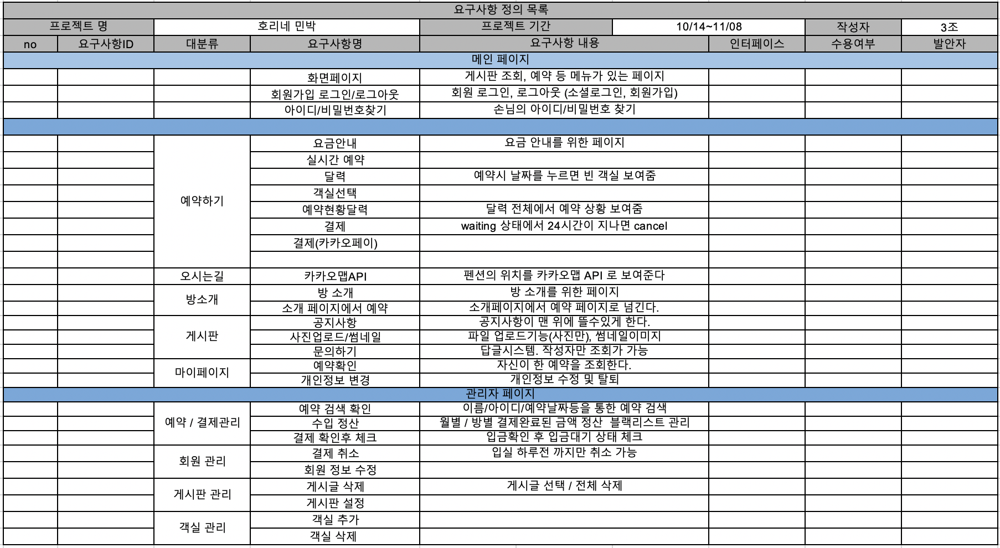 요구사항 정의 목록
프로젝트 명 호리네 민박 프로젝트 기간 10/14~11/08 작성자 3조
no 요구사항ID 대분류 요구사항명 요구사항 내용 인터페이스 수용여부 발안자
메인 페이지
화면페이지 게시판 조회, 예약 등 메뉴가 있는 페이지
회원가입 로그인/로그아웃 회원 로그인, 로그아웃 (소셜로그인, 회원가입)
아이디/비밀번호찾기 손님의 아이디/비밀번호 찾기
예약하기
요금안내 요금 안내를 위한 페이지
실시간 예약
달력 예약시 날짜를 누르면 빈 객실 보여줌
객실선택
예약현황달력 달력 전체에서 예약 상황 보여줌
결제 waiting 상태에서 24시간이 지나면 cancel
결제(카카오페이)
오시는길 카카오맵API 펜션의 위치를 카카오맵 API 로 보여준다
방소개
방 소개 방 소개를 위한 페이지
소개 페이지에서 예약 소개페이지에서 예약 페이지로 넘긴다.
게시판
공지사항 공지사항이 맨 위에 뜰수있게 한다.
사진업로드/썸네일 파일 업로드기능(사진만), 썸네일이미지
문의하기 답글시스템. 작성자만 조회가 가능
마이페이지
예약확인 자신이 한 예약을 조회한다.
개인정보 변경 개인정보 수정 및 탈퇴
관리자 페이지
예약 / 결제관리
예약 검색 확인 이름/아이디/예약날짜등을 통한 예약 검색
수입 정산 월별 / 방별 결제완료된 금액 정산 블랙리스트 관리
결제 확인후 체크 입금확인 후 입금대기 상태 체크
회원 관리
결제 취소 입실 하루전 까지만 취소 가능
회원 정보 수정
게시판 관리
게시글 삭제 게시글 선택 / 전체 삭제
게시판 설정
객실 관리
객실 추가
객실 삭제